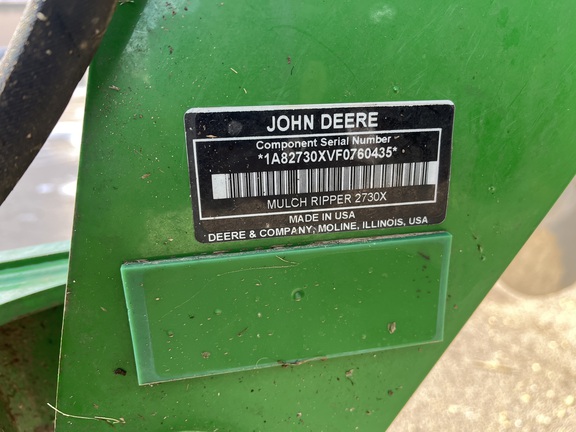 JOHN DEERE
Component Serial Number
*1A82730XVF0760435*
MULCH RIPPER 2730X
MADE IN USA
DEERE & COMPANY, MOLINE, ILLINOIS, USA